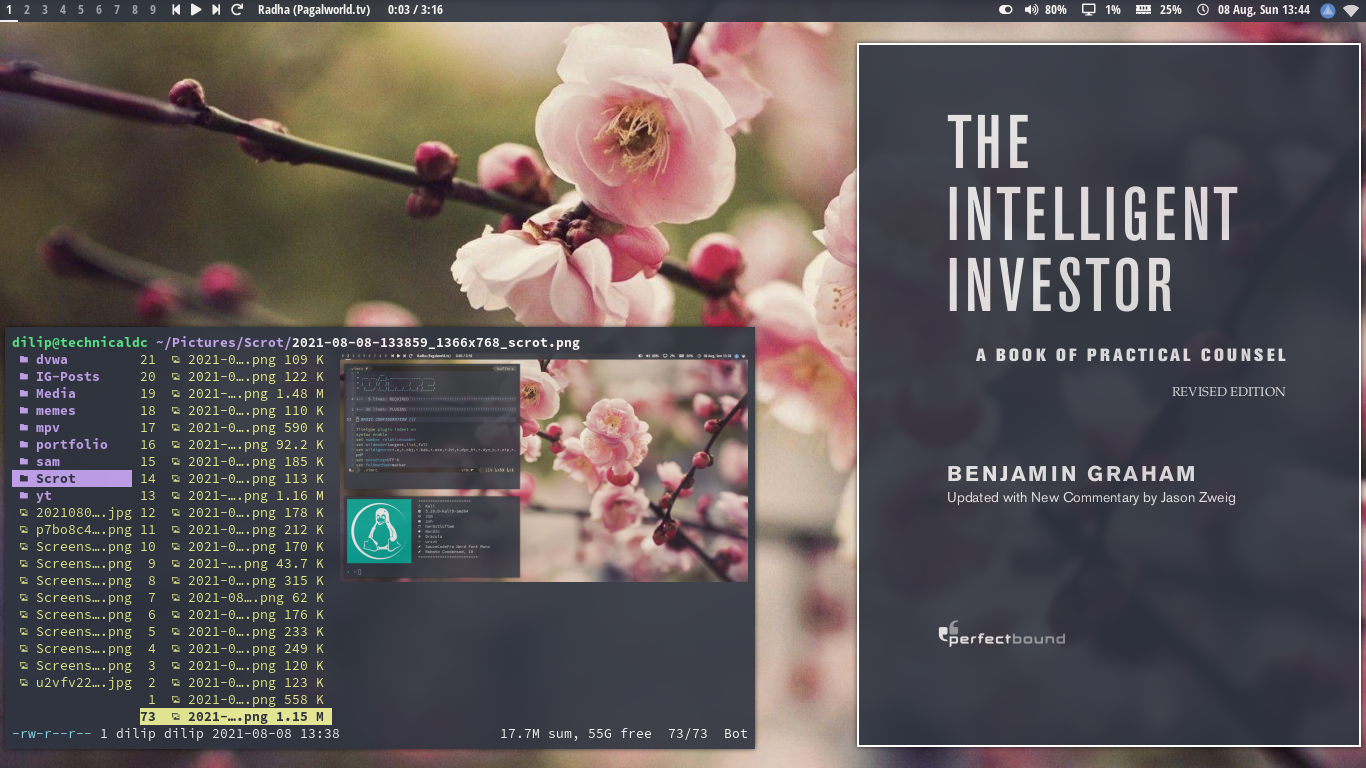 1 2 3 4 5 6 7 8 9 Radha (Pagalworld.tv) 0:03 / 3:16 80% 1% 25% 08 Aug, Sun 13:44
dilip@technicaldc ~/Pictures/Scrot/2021-08-08-133859_1366x768_scrot.png
dvwa 21 2021-0….png 109 K
IG-Posts 20 2021-0….png 122 K
Media 19 2021-….png 1.48 M
memes 18 2021-0….png 110 K
mpv 17 2021-0….png 590 K
portfolio 16 2021-….png 92.2 K
sam 15 2021-0….png 185 K
Scrot 14 2021-0….png 113 K
yt 13 2021-….png 1.16 M
2021080….jpg 12 2021-0….png 178 K
p7bo8c4….png 11 2021-0….png 212 K
Screens….png 10 2021-0….png 170 K
Screens….png 9 2021-….png 43.7 K
Screens….png 8 2021-0….png 315 K
Screens….png 7 2021-08….png 62 K
Screens….png 6 2021-0….png 176 K
Screens….png 5 2021-0….png 233 K
Screens….png 4 2021-0….png 249 K
Screens….png 3 2021-0….png 120 K
u2vfv22….jpg 2 2021-0….png 123 K
1 2021-0….png 558 K
73 2021-….png 1.15 M
-rw-r--r-- 1 dilip dilip 2021-08-08 13:38 17.7M sum, 55G free 73/73 Bot
THE
INTELLIGENT
INVESTOR
A BOOK OF PRACTICAL COUNSEL
REVISED EDITION
BENJAMIN GRAHAM
Updated with New Commentary by Jason Zweig
perfectbound